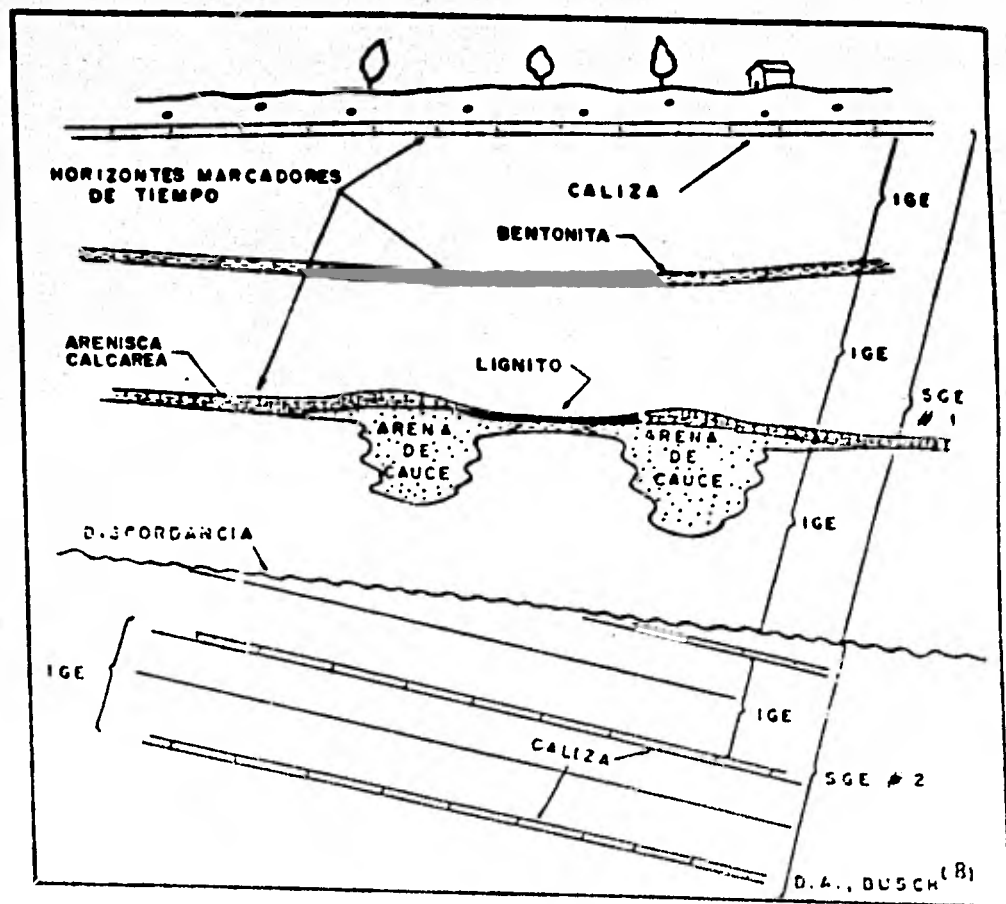 HORIZONTES MARCADORES
DE TIEMPO
CALIZA
IGE
BENTONITA
ARENISCA
CALCAREA
LIGNITO
IGE
SGE
# 1
ARENA
DE
CAUCE
ARENA
DE
CAUCE
IGE
DISCORDANCIA
IGE
IGE
CALIZA
SGE # 2
D.A., BUSCH (8)